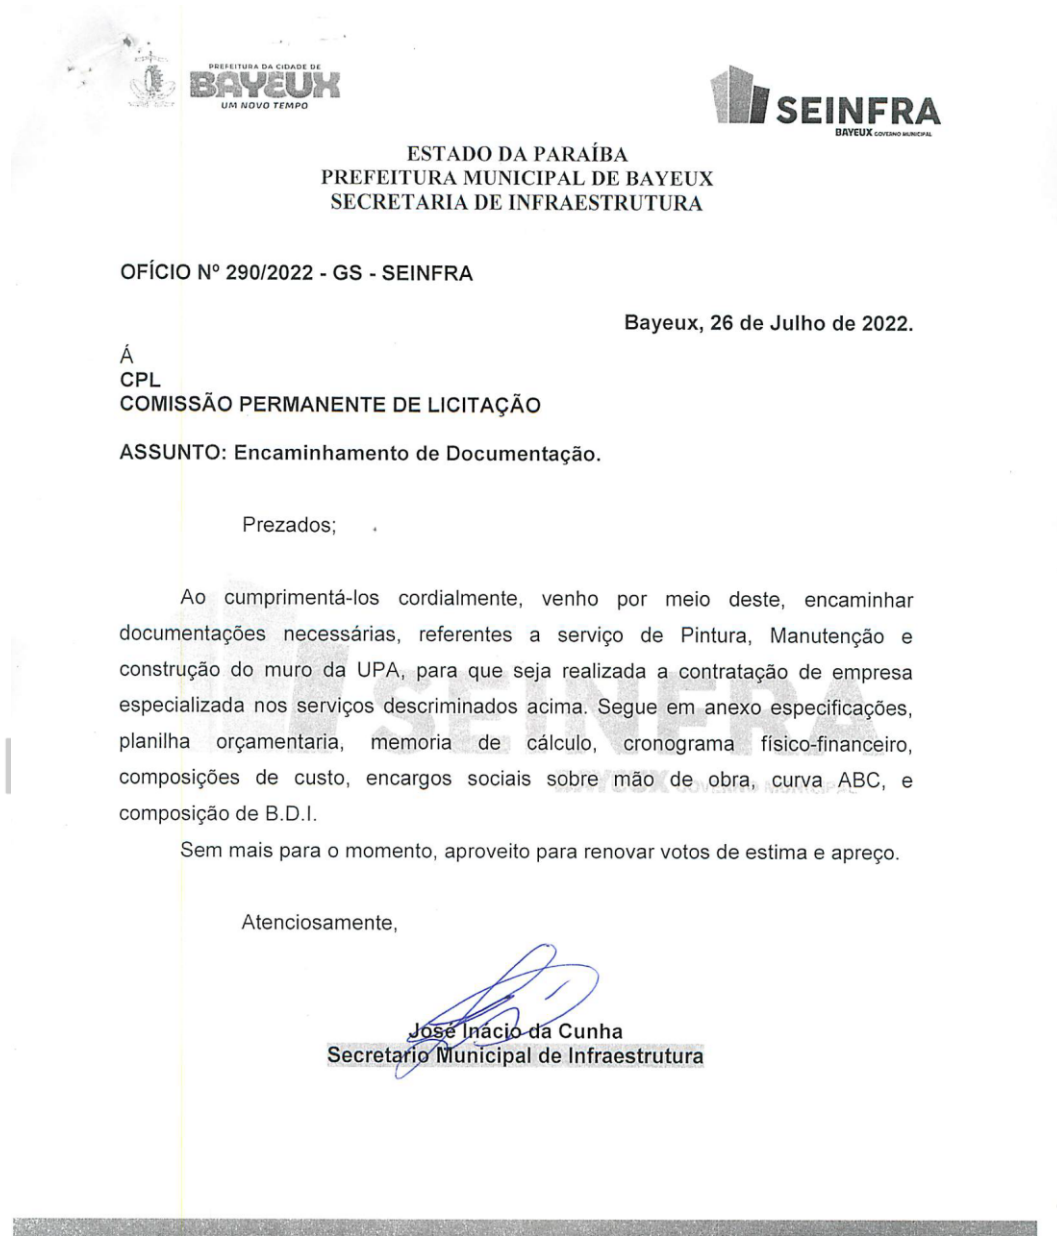 PREFEITURA DA CIDADE DE
BAYEUX
UM NOVO TEMPO
SEINFRA
BAYEUX GOVERNO MUNICIPAL
ESTADO DA PARAÍBA
PREFEITURA MUNICIPAL DE BAYEUX
SECRETARIA DE INFRAESTRUTURA
OFÍCIO Nº 290/2022 - GS - SEINFRA
Bayeux, 26 de Julho de 2022.
Á
CPL
COMISSÃO PERMANENTE DE LICITAÇÃO
ASSUNTO: Encaminhamento de Documentação.
Prezados;
Ao cumprimentá-los cordialmente, venho por meio deste, encaminhar
documentações necessárias, referentes a serviço de Pintura, Manutenção e
construção do muro da UPA, para que seja realizada a contratação de empresa
especializada nos serviços descriminados acima. Segue em anexo especificações,
planilha orçamentaria, memoria de cálculo, cronograma físico-financeiro,
composições de custo, encargos sociais sobre mão de obra, curva ABC, e
composição de B.D.I.
SEINFRA
BAYEUX GOVERNO MUNICIPAL
Sem mais para o momento, aproveito para renovar votos de estima e apreço.
Atenciosamente,
José Inácio da Cunha
Secretario Municipal de Infraestrutura